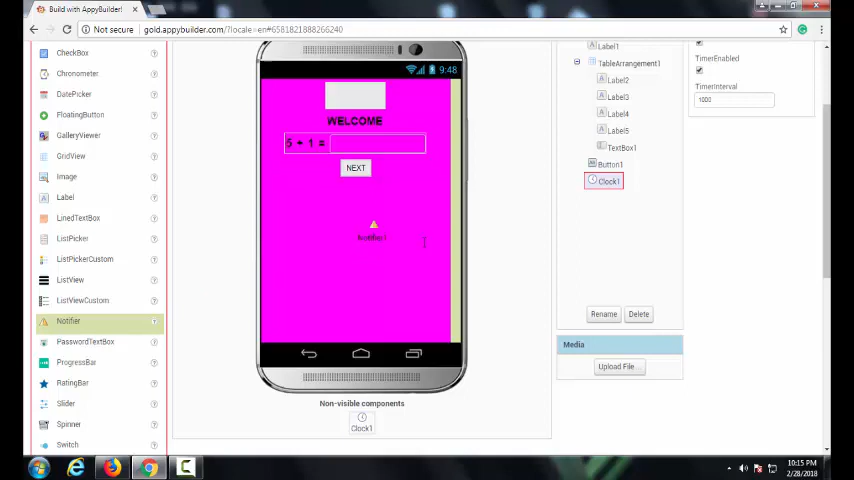 Build with AppyBuilder!
Not secure | gold.appybuilder.com/?locale=en#6581821888266240
CheckBox
Chronometer
DatePicker
FloatingButton
GalleryViewer
GridView
Image
Label
LinedTextBox
ListPicker
ListPickerCustom
ListView
ListViewCustom
Notifier
PasswordTextBox
ProgressBar
RatingBar
Slider
Spinner
Switch
9:48
WELCOME
5 + 1 =
NEXT
Notifier1
Non-visible components
Clock1
Label1
TableArrangement1
Label2
Label3
Label4
Label5
TextBox1
Button1
Clock1
Rename
Delete
Media
Upload File ...
TimerEnabled
TimerInterval
1000
10:15 PM
2/28/2018